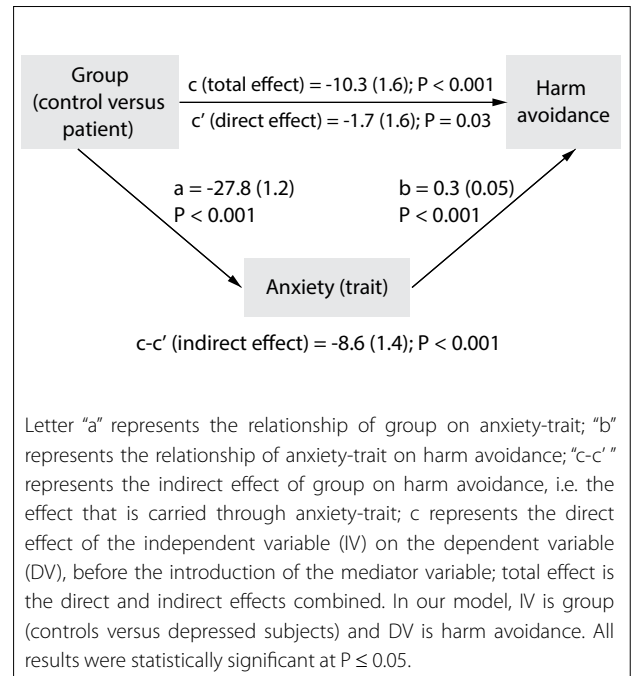 Group
(control versus
patient)
c (total effect) = -10.3 (1.6); P < 0.001
c’ (direct effect) = -1.7 (1.6); P = 0.03
Harm
avoidance
a = -27.8 (1.2)
P < 0.001
b = 0.3 (0.05)
P < 0.001
Anxiety (trait)
c-c’ (indirect effect) = -8.6 (1.4); P < 0.001
Letter “a” represents the relationship of group on anxiety-trait; “b”
represents the relationship of anxiety-trait on harm avoidance; “c-c’ ”
represents the indirect effect of group on harm avoidance, i.e. the
effect that is carried through anxiety-trait; c represents the direct
effect of the independent variable (IV) on the dependent variable
(DV), before the introduction of the mediator variable; total effect is
the direct and indirect effects combined. In our model, IV is group
(controls versus depressed subjects) and DV is harm avoidance. All
results were statistically significant at P ≤ 0.05.